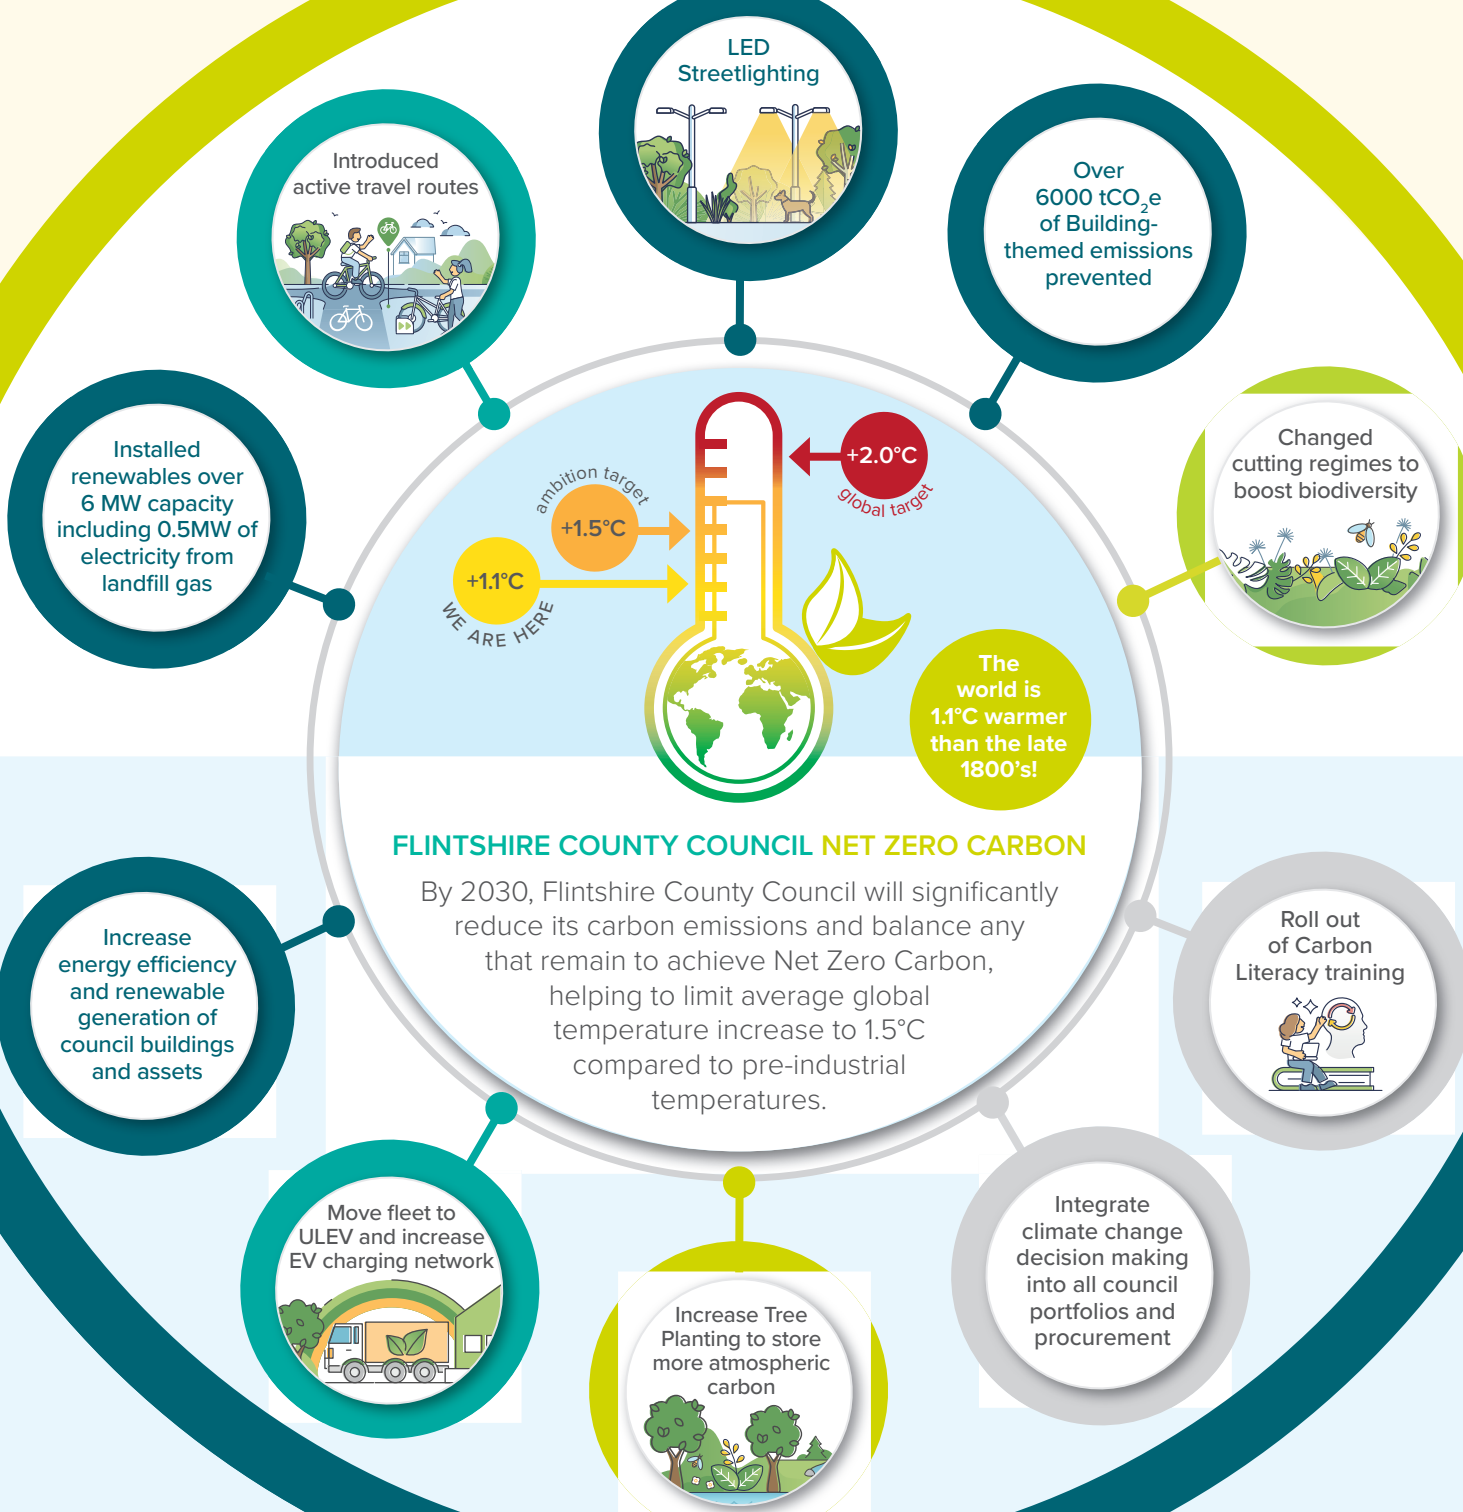 LED
Streetlighting
Introduced
active travel routes
Over
6000 tCO₂e
of Building-
themed emissions
prevented
Installed
renewables over
6 MW capacity
including 0.5MW of
electricity from
landfill gas
Changed
cutting regimes to
boost biodiversity
+2.0°C
global target
ambition target
+1.5°C
+1.1°C
WE ARE HERE
The
world is
1.1°C warmer
than the late
1800’s!
FLINTSHIRE COUNTY COUNCIL NET ZERO CARBON
By 2030, Flintshire County Council will significantly
reduce its carbon emissions and balance any
that remain to achieve Net Zero Carbon,
helping to limit average global
temperature increase to 1.5°C
compared to pre-industrial
temperatures.
Increase
energy efficiency
and renewable
generation of
council buildings
and assets
Roll out
of Carbon
Literacy training
Move fleet to
ULEV and increase
EV charging network
Integrate
climate change
decision making
into all council
portfolios and
procurement
Increase Tree
Planting to store
more atmospheric
carbon